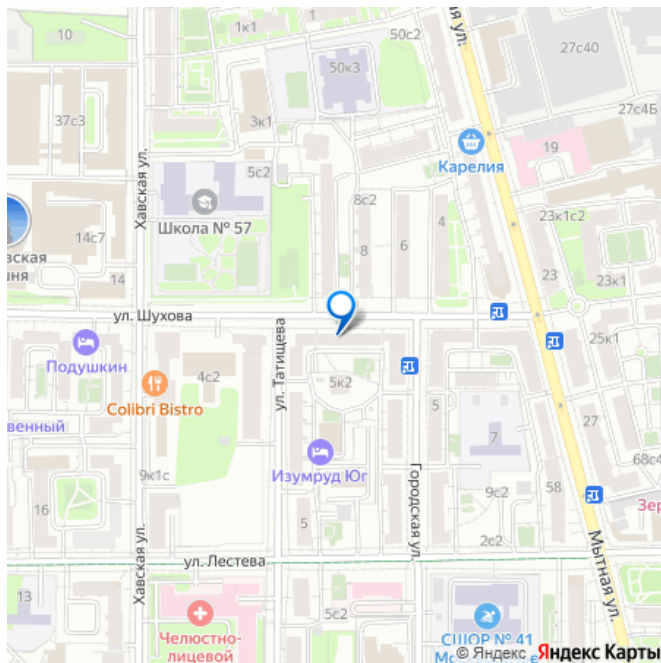 10
1к1
50с2
ая ул.
27с40
50к3
27с4Б
37с3
3к1
19
Карелия
Хавская ул.
5с2
8с2
Школа № 57
4
23к1с2
14с7
8
6
вская
шня
14
23
23к1
ул. Шухова
25к1
Подушкин
ул. Татищева
4с2
5к2
Colibri Bistro
5
27
венный
7
Изумруд Юг
68с4
9к1с
Городская ул.
58
9с2
Зер
16
Хавская ул.
5
2с2
Мытная ул.
ул. Лестева
13
5с2
Челюстно-
лицевой
СШОР № 41
© Яндекс Яндекс Карты